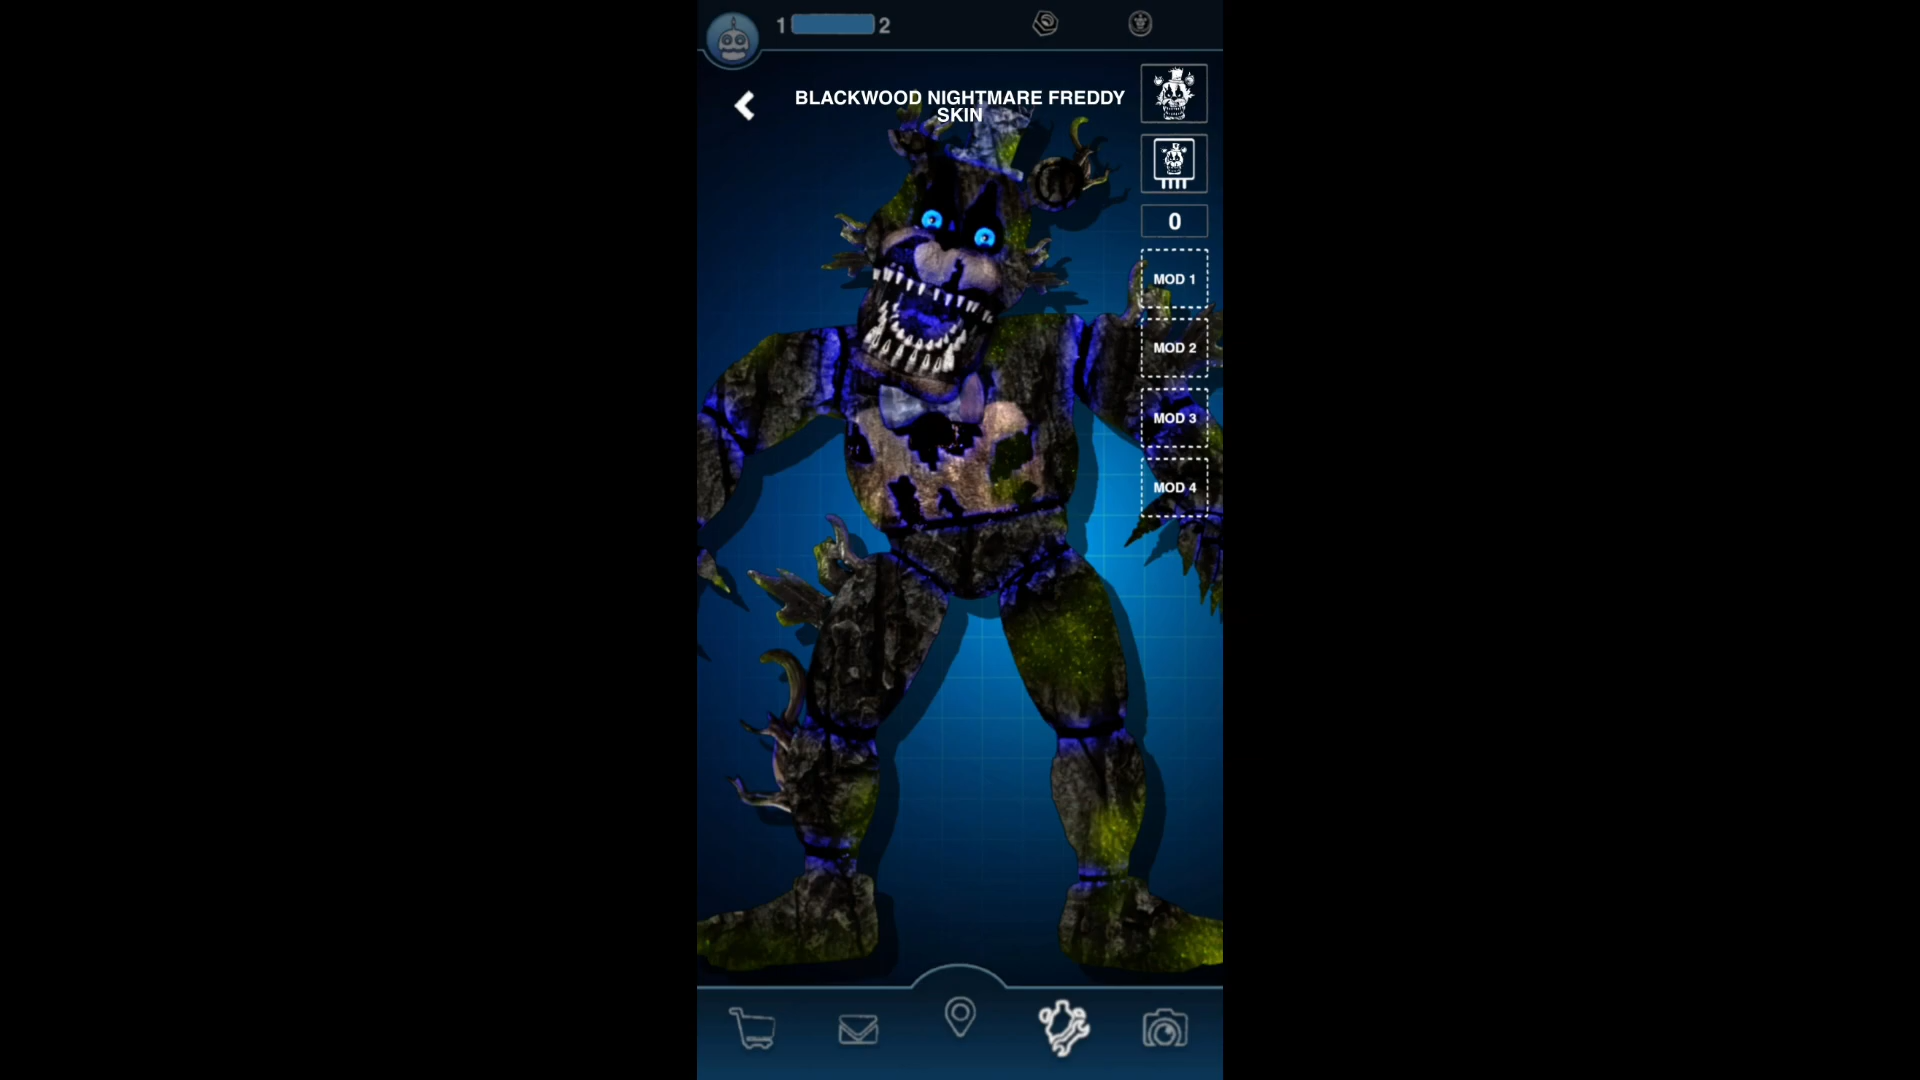 1 2
BLACKWOOD NIGHTMARE FREDDY
SKIN
0
MOD 1
MOD 2
MOD 3
MOD 4